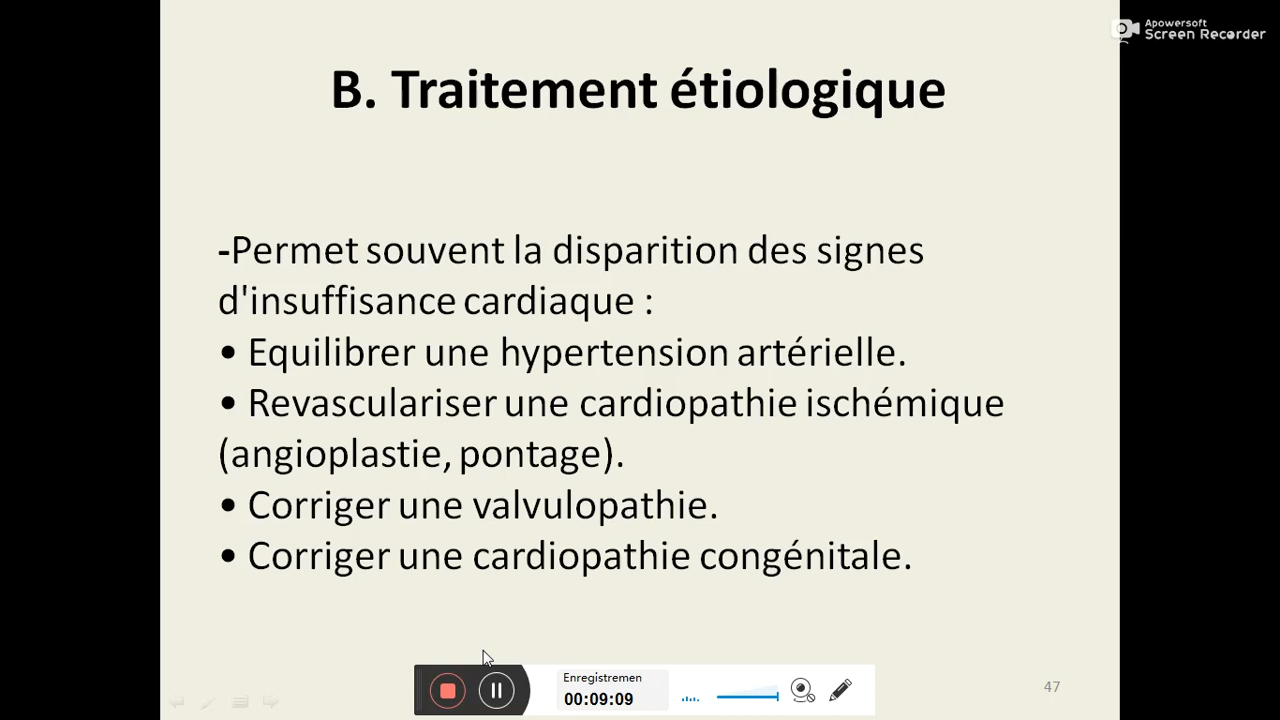 Apowersoft
Screen Recorder
B. Traitement étiologique
-Permet souvent la disparition des signes
d'insuffisance cardiaque :
• Equilibrer une hypertension artérielle.
• Revasculariser une cardiopathie ischémique
(angioplastie, pontage).
• Corriger une valvulopathie.
• Corriger une cardiopathie congénitale.
Enregistremen
00:09:09
47